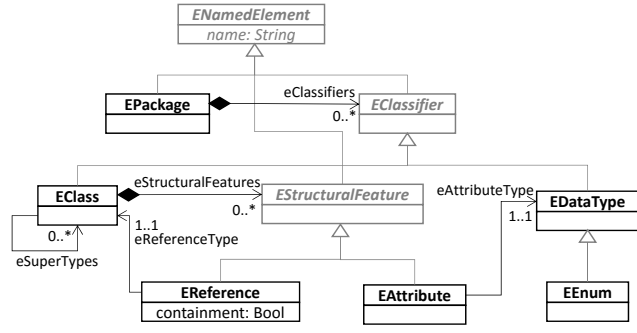 ENamedElement
name: String
EPackage
eClassifiers
0..*
EClassifier
EClass
eStructuralFeatures
0..*
EStructuralFeature
eAttributeType
1..1
EDataType
0..*
eSuperTypes
1..1
eReferenceType
EReference
containment: Bool
EAttribute
EEnum